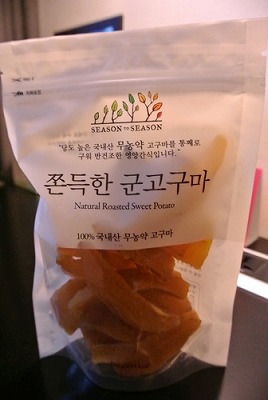 SEASON TO SEASON
"당도 높은 국내산 무농약 고구마를 통째로
구워 반건조한 영양간식입니다."
쫀득한 군고구마
Natural Roasted Sweet Potato
100% 국내산 무농약 고구마